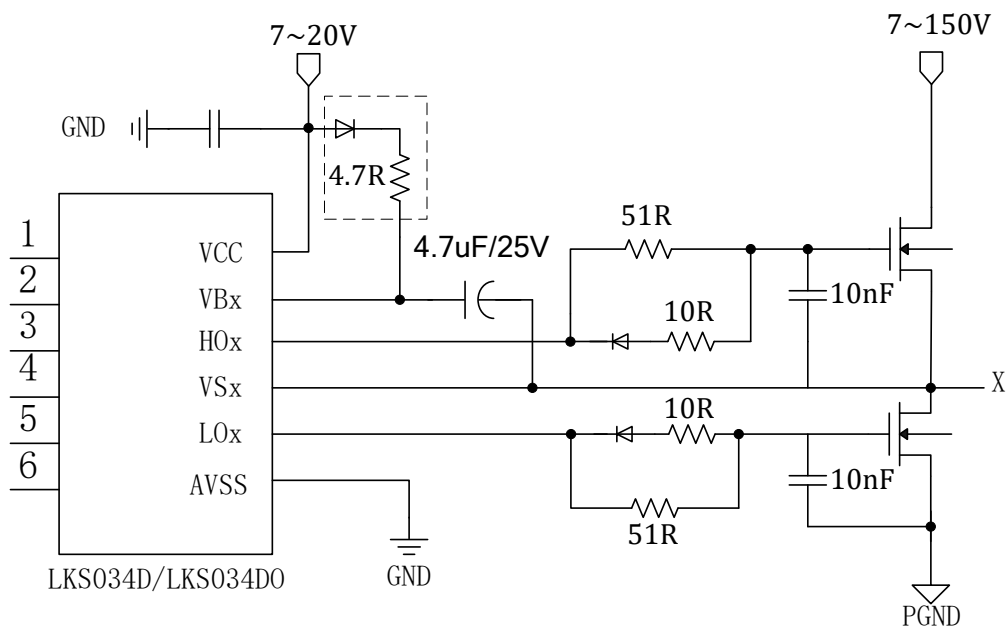 7~20V
7~150V
GND
4.7R
51R
4.7uF/25V
1
VCC
2
VBx
10nF
3
10R
HOx
4
VSx
X
5
10R
LOx
6
10nF
AVSS
51R
LKS034D/LKS034DO
GND
PGND